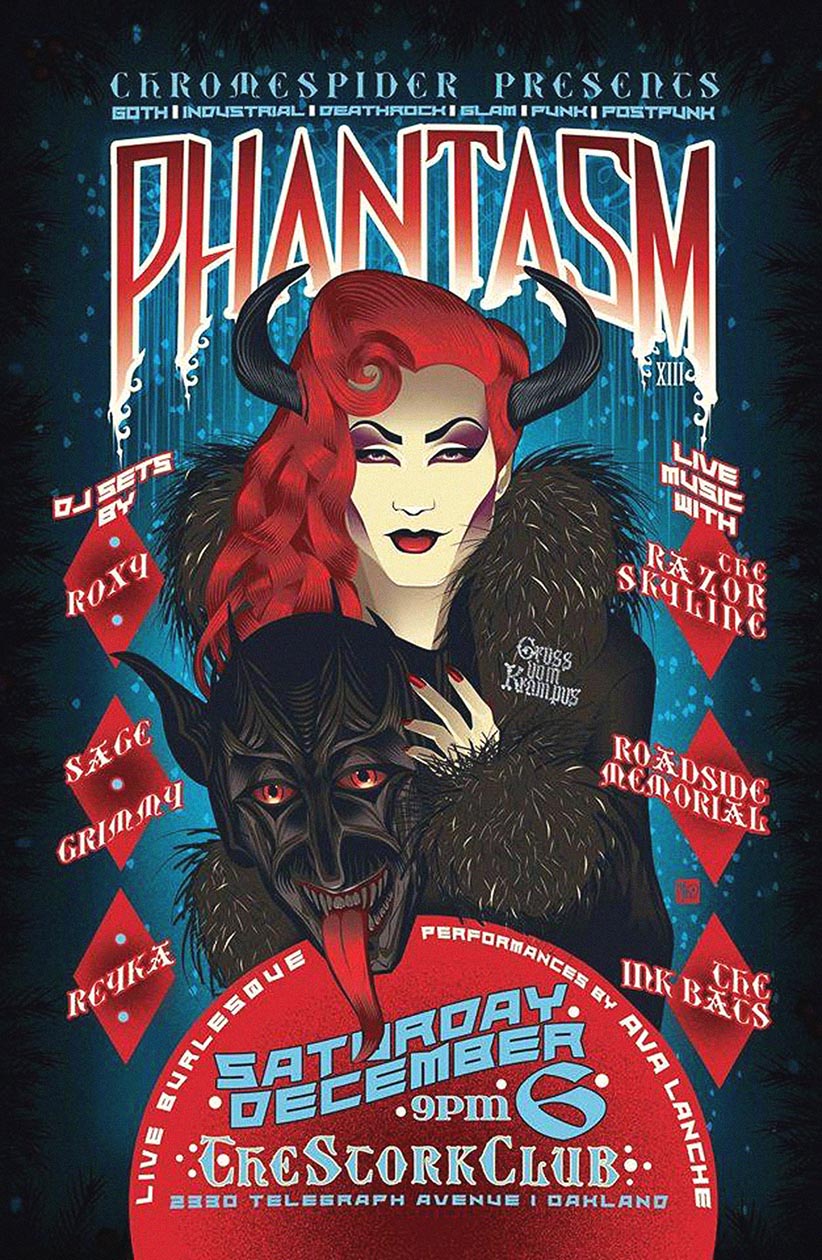 CHROMESPIDER PRESENTS
GOTH | INDUSTRIAL | DEATHROCK | GLAM | PUNK | POSTPUNK
PHANTASM
XIII
DJ SETS
BY
ROXY
SAGE
GRIMMY
REYKA
LIVE
MUSIC
WITH
THE
RAZOR
SKYLINE
ROADSIDE
MEMORIAL
THE
INK BATS
Gruss
vom
Krampus
LIVE BURLESQUE PERFORMANCES BY AVA LANCHE
SATURDAY
DECEMBER 6
9PM
THE STORK CLUB
2330 TELEGRAPH AVENUE | OAKLAND